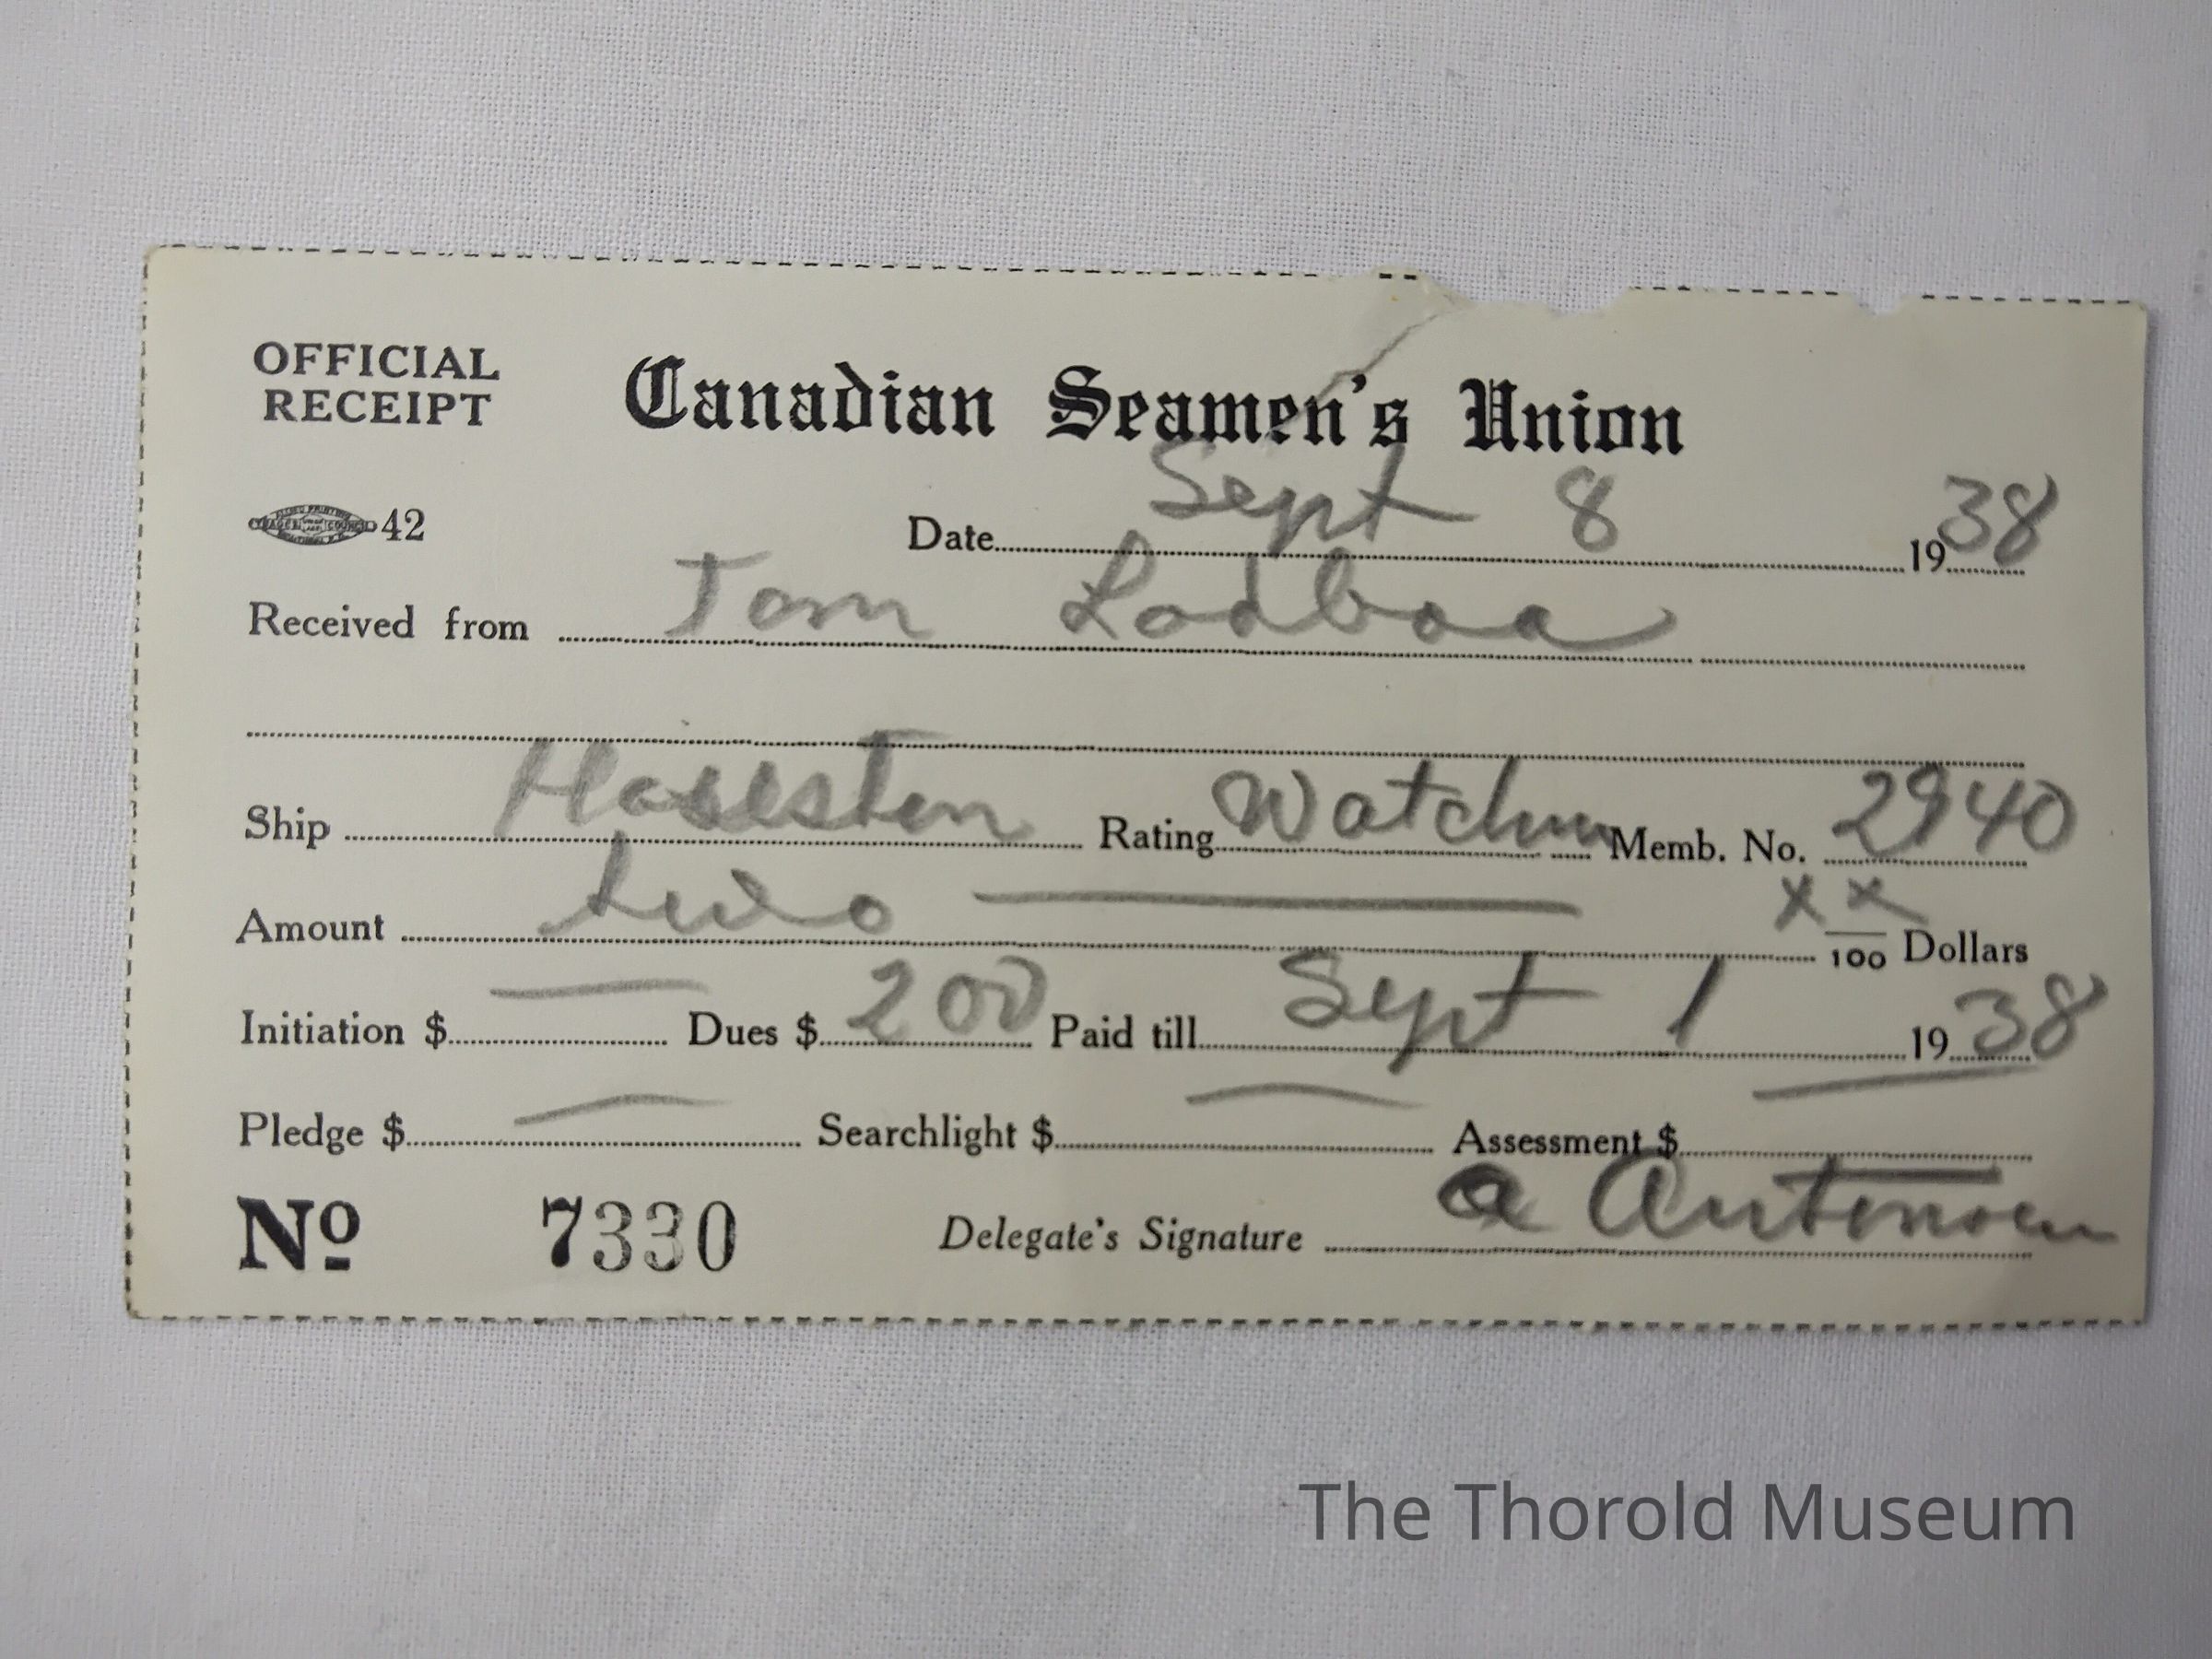 OFFICIAL
RECEIPT
Canadian Seamen's Union
42
Date Sept 8 1938
Received from Tom Lodboa
Ship Rating Watchm Memb. No. 2940
Amount two xx/100 Dollars
Initiation $ — Dues $ 200 Paid till Sept 1 1938
Pledge $ — Searchlight $ — Assessment $ —
No 7330 Delegate's Signature a
The Thorold Museum